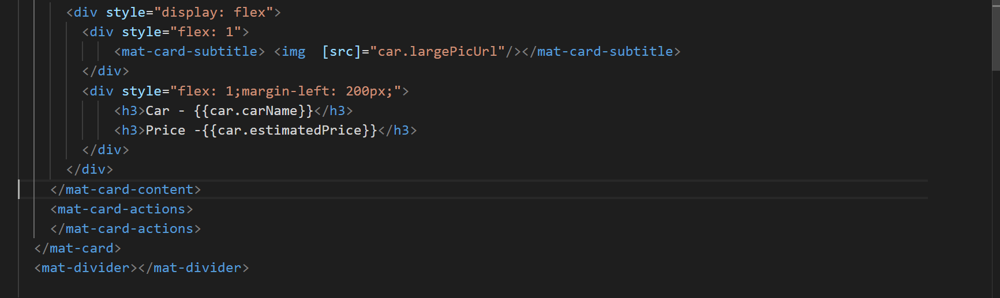 <div style="display: flex">
<div style="flex: 1">
<mat-card-subtitle> <img  [src]="car.largePicUrl"/></mat-card-subtitle>
</div>
<div style="flex: 1;margin-left: 200px;">
<h3>Car - {{car.carName}}</h3>
<h3>Price -{{car.estimatedPrice}}</h3>
</div>
</div>
</mat-card-content>
<mat-card-actions>
</mat-card-actions>
</mat-card>
<mat-divider></mat-divider>